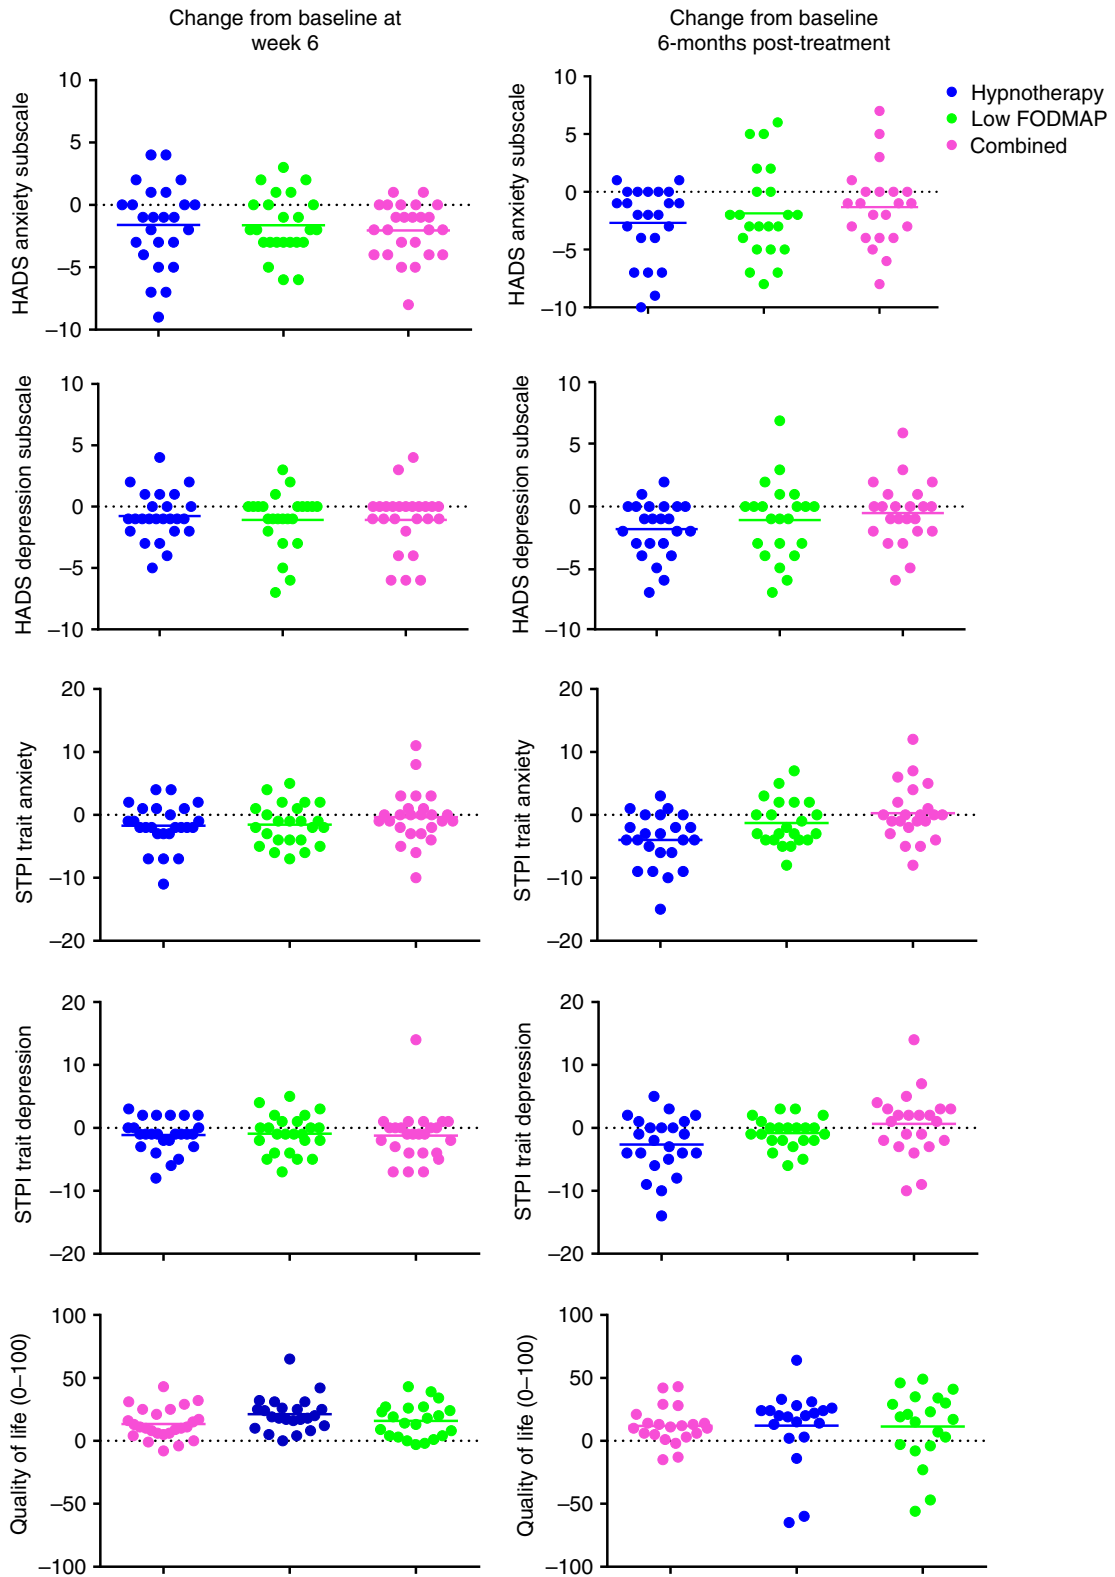 Change from baseline at
week 6
Change from baseline
6-months post-treatment
Hypnotherapy
Low FODMAP
Combined
HADS anxiety subscale
10
5
0
−5
−10
HADS anxiety subscale
10
5
0
−5
−10
HADS depression subscale
10
5
0
−5
−10
HADS depression subscale
10
5
0
−5
−10
STPI trait anxiety
20
10
0
−10
−20
STPI trait anxiety
20
10
0
−10
−20
STPI trait depression
20
10
0
−10
−20
STPI trait depression
20
10
0
−10
−20
Quality of life (0–100)
100
50
0
−50
−100
Quality of life (0–100)
100
50
0
−50
−100